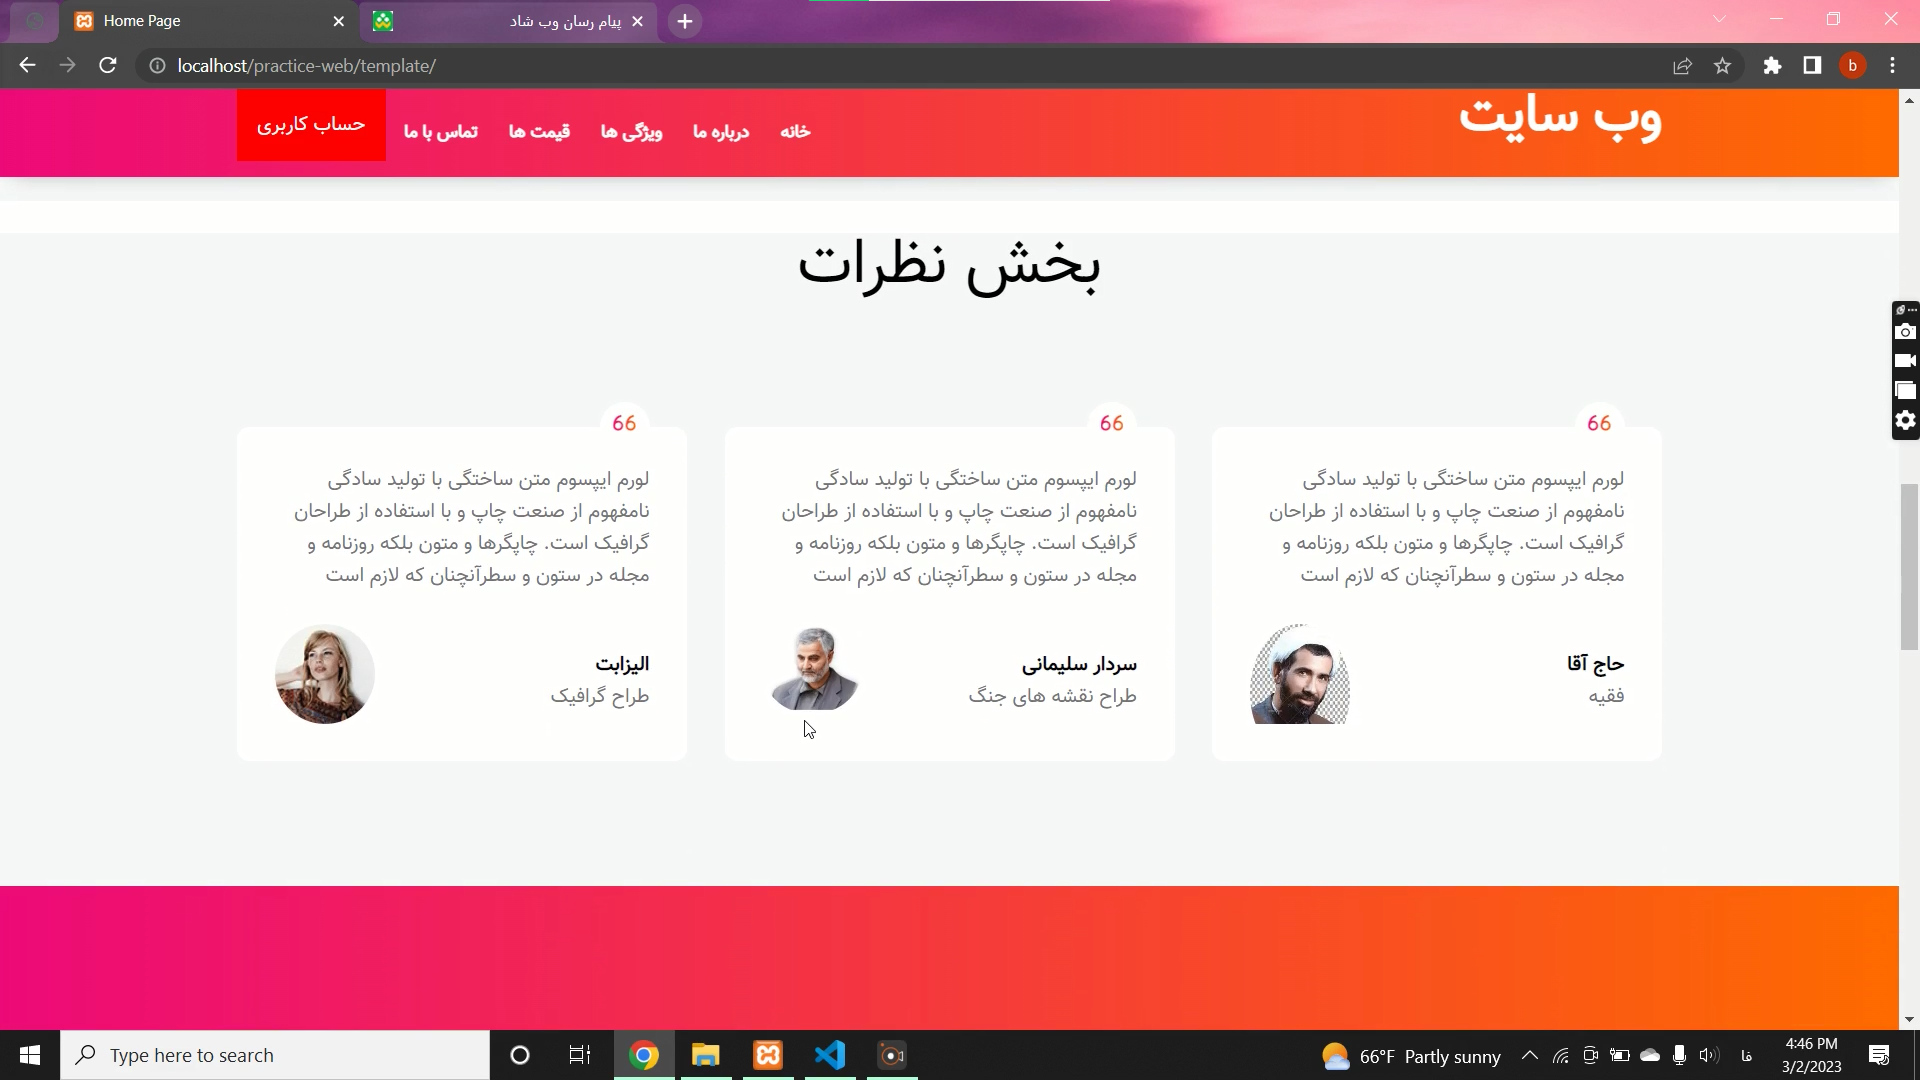 Home Page
پیام رسان وب شاد
localhost/practice-web/template/
b
وب سایت
خانه
درباره ما
ویژگی ها
قیمت ها
تماس با ما
حساب کاربری
بخش نظرات
66
لورم ایپسوم متن ساختگی با تولید سادگی
نامفهوم از صنعت چاپ و با استفاده از طراحان
گرافیک است. چاپگرها و متون بلکه روزنامه و
مجله در ستون و سطرآنچنان که لازم است
حاج آقا
فقیه
66
لورم ایپسوم متن ساختگی با تولید سادگی
نامفهوم از صنعت چاپ و با استفاده از طراحان
گرافیک است. چاپگرها و متون بلکه روزنامه و
مجله در ستون و سطرآنچنان که لازم است
سردار سلیمانی
طراح نقشه های جنگ
66
لورم ایپسوم متن ساختگی با تولید سادگی
نامفهوم از صنعت چاپ و با استفاده از طراحان
گرافیک است. چاپگرها و متون بلکه روزنامه و
مجله در ستون و سطرآنچنان که لازم است
الیزابت
طراح گرافیک
Type here to search
66°F Partly sunny
فا
4:46 PM
3/2/2023